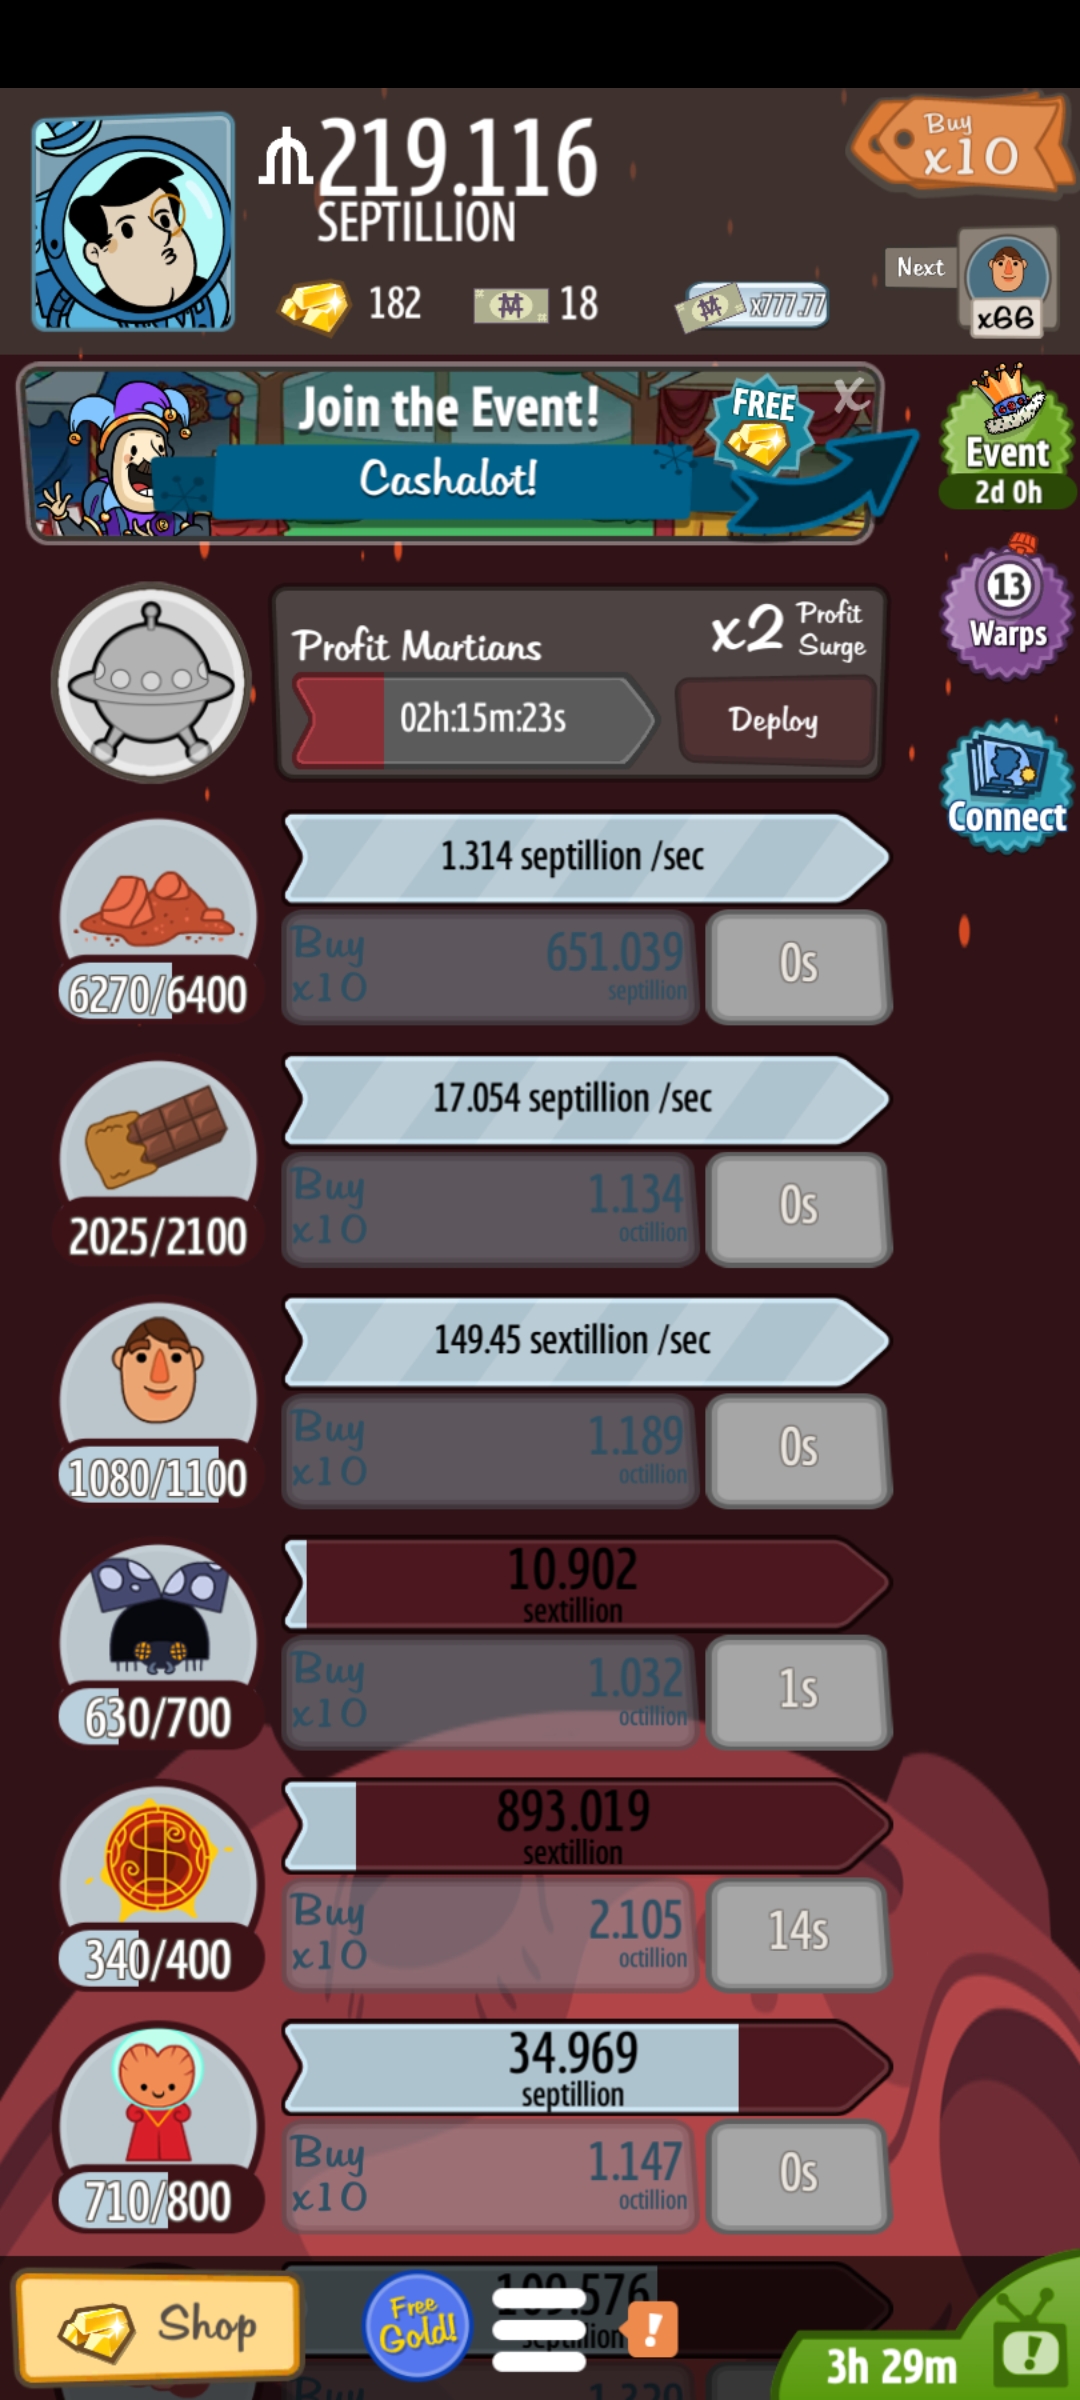 219.116
SEPTILLION
Buy
x10
182
18
x777.77
Next
x66
Join the Event!
FREE
X
Cashalot!
Event
2d 0h
13
Warps
Profit Martians
x2 Profit Surge
02h:15m:23s
Deploy
Connect
1.314 septillion /sec
Buy x10
651.039
septillion
0s
6270/6400
17.054 septillion /sec
Buy x10
1.134
octillion
0s
2025/2100
149.45 sextillion /sec
Buy x10
1.189
octillion
0s
1080/1100
10.902
sextillion
Buy x10
1.032
octillion
1s
630/700
893.019
sextillion
Buy x10
2.105
octillion
14s
340/400
34.969
septillion
Buy x10
1.147
octillion
0s
710/800
Shop
Free
Gold!
!
3h 29m
!
Buy